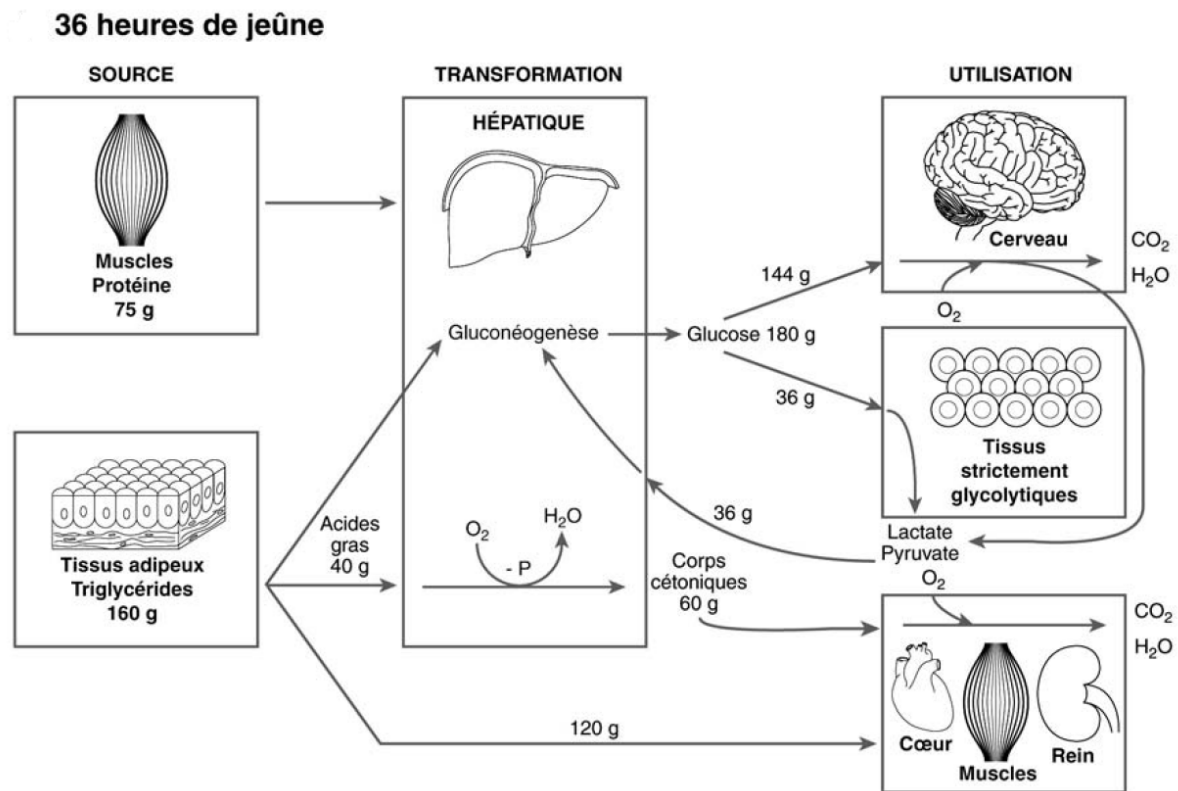 36 heures de jeûne
SOURCE
Muscles
Protéine
75 g
Tissus adipeux
Triglycérides
160 g
Acides
gras
40 g
TRANSFORMATION
HÉPATIQUE
Gluconéogenèse
O₂
H₂O
- P
Glucose 180 g
144 g
36 g
36 g
Corps
cétoniques
60 g
120 g
UTILISATION
Cerveau
CO₂
H₂O
O₂
Tissus
strictement
glycolytiques
Lactate
Pyruvate
O₂
CO₂
H₂O
Cœur
Muscles
Rein